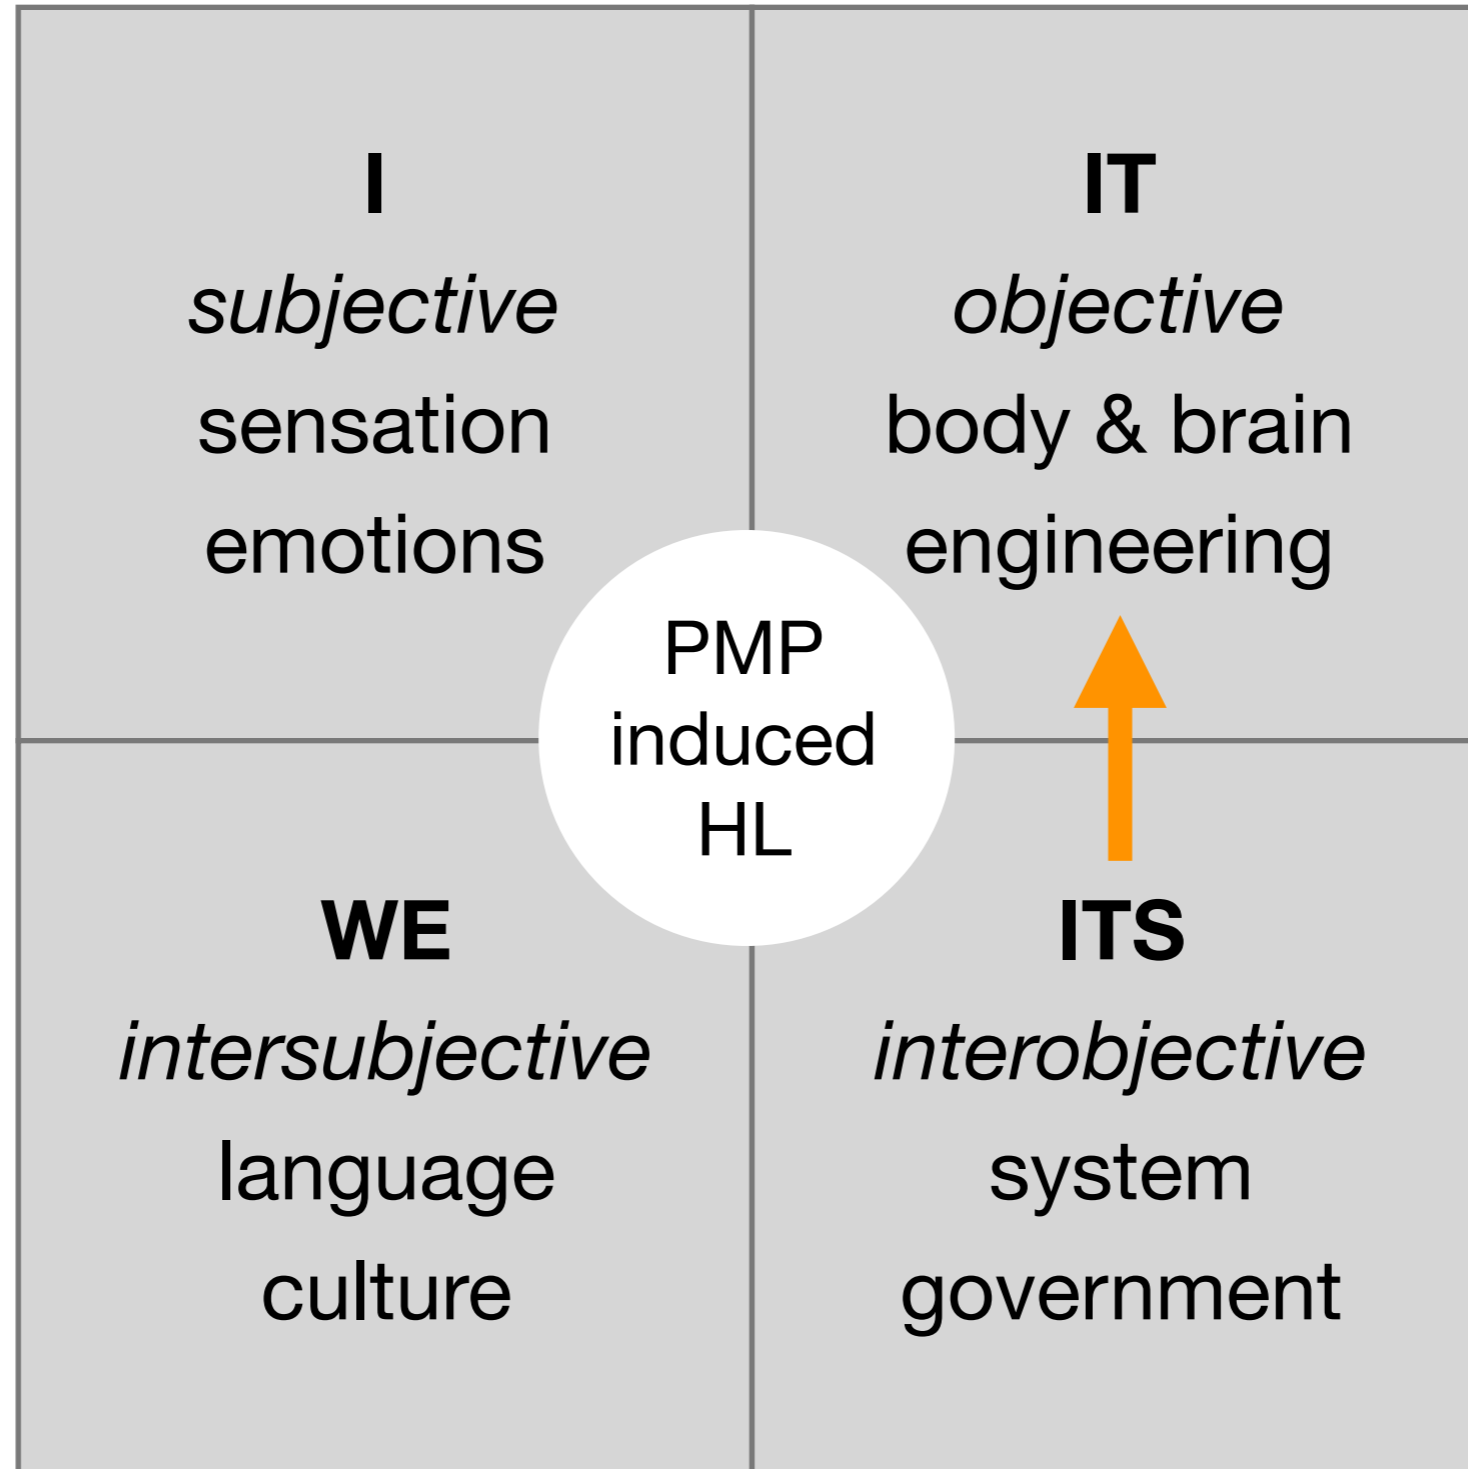 I
subjective
sensation
emotions
IT
objective
body & brain
engineering
PMP
induced
HL
WE
intersubjective
language
culture
ITS
interobjective
system
government